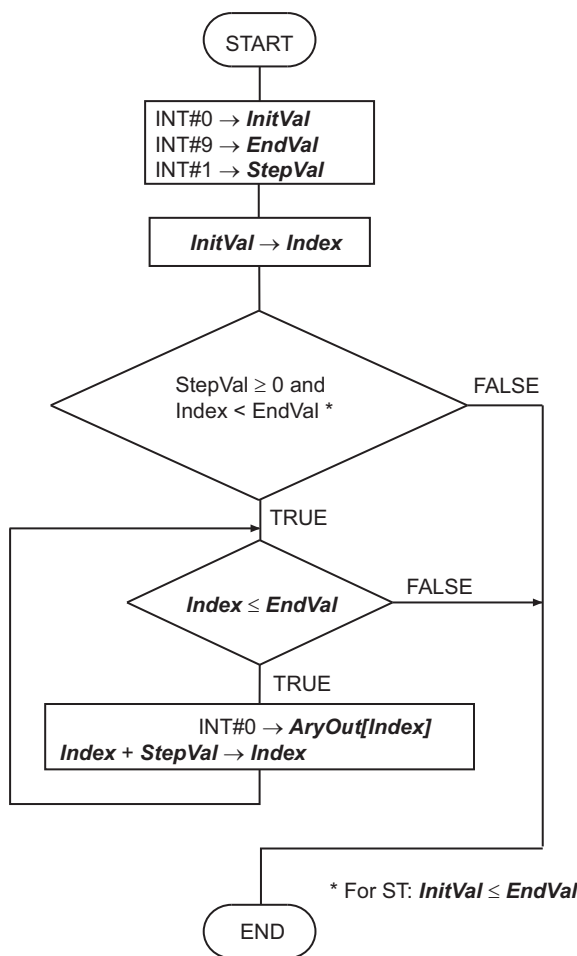 START
INT#0 → InitVal
INT#9 → EndVal
INT#1 → StepVal
InitVal → Index
StepVal ≥ 0 and
Index < EndVal *
FALSE
TRUE
Index ≤ EndVal
FALSE
TRUE
INT#0 → AryOut[Index]
Index + StepVal → Index
* For ST: InitVal ≤ EndVal
END